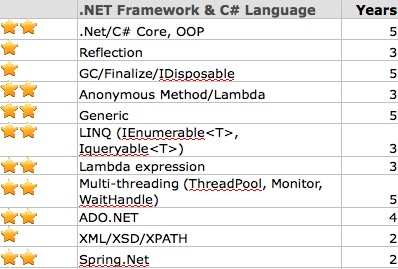 .NET Framework & C# Language Years
.Net/C# Core, OOP 5
Reflection 3
GC/Finalize/IDisposable 5
Anonymous Method/Lambda 3
Generic 5
LINQ (IEnumerable<T>,
Iqueryable<T>) 3
Lambda expression 3
Multi-threading (ThreadPool, Monitor,
WaitHandle) 5
ADO.NET 4
XML/XSD/XPATH 2
Spring.Net 2